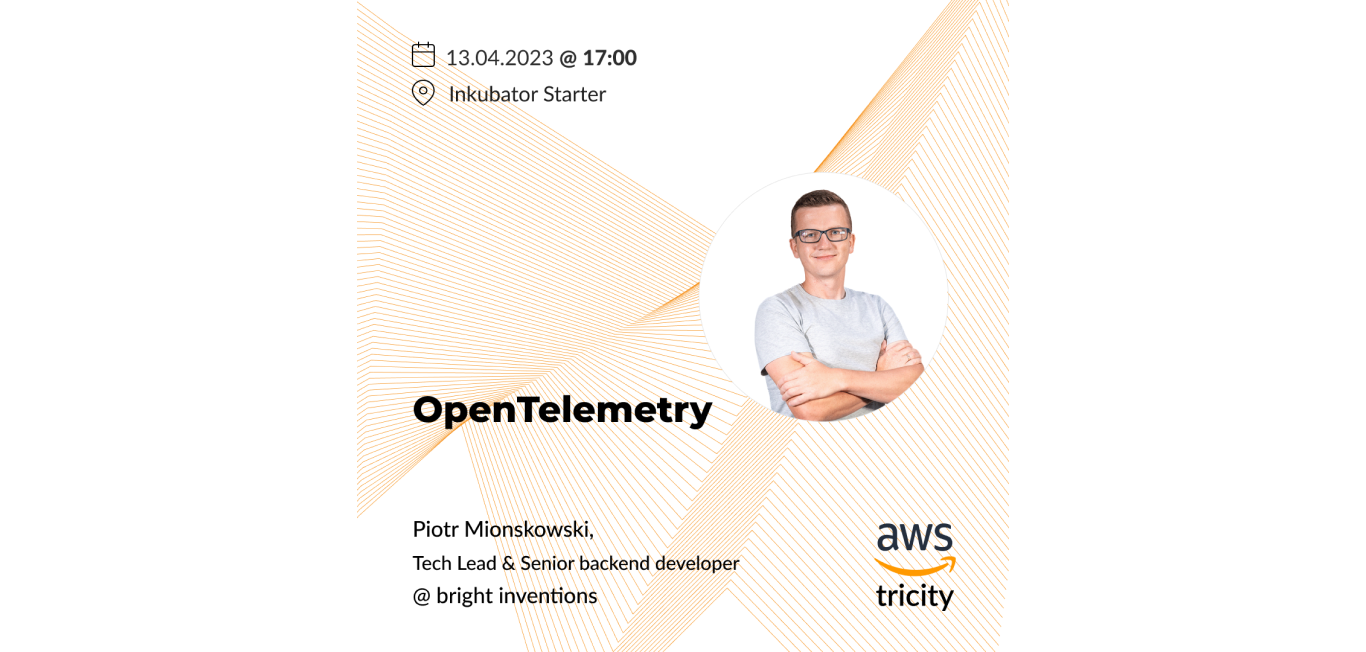 13.04.2023 @ 17:00
Inkubator Starter
OpenTelemetry
Piotr Mionskowski,
Tech Lead & Senior backend developer
@ bright inventions
aws
tricity